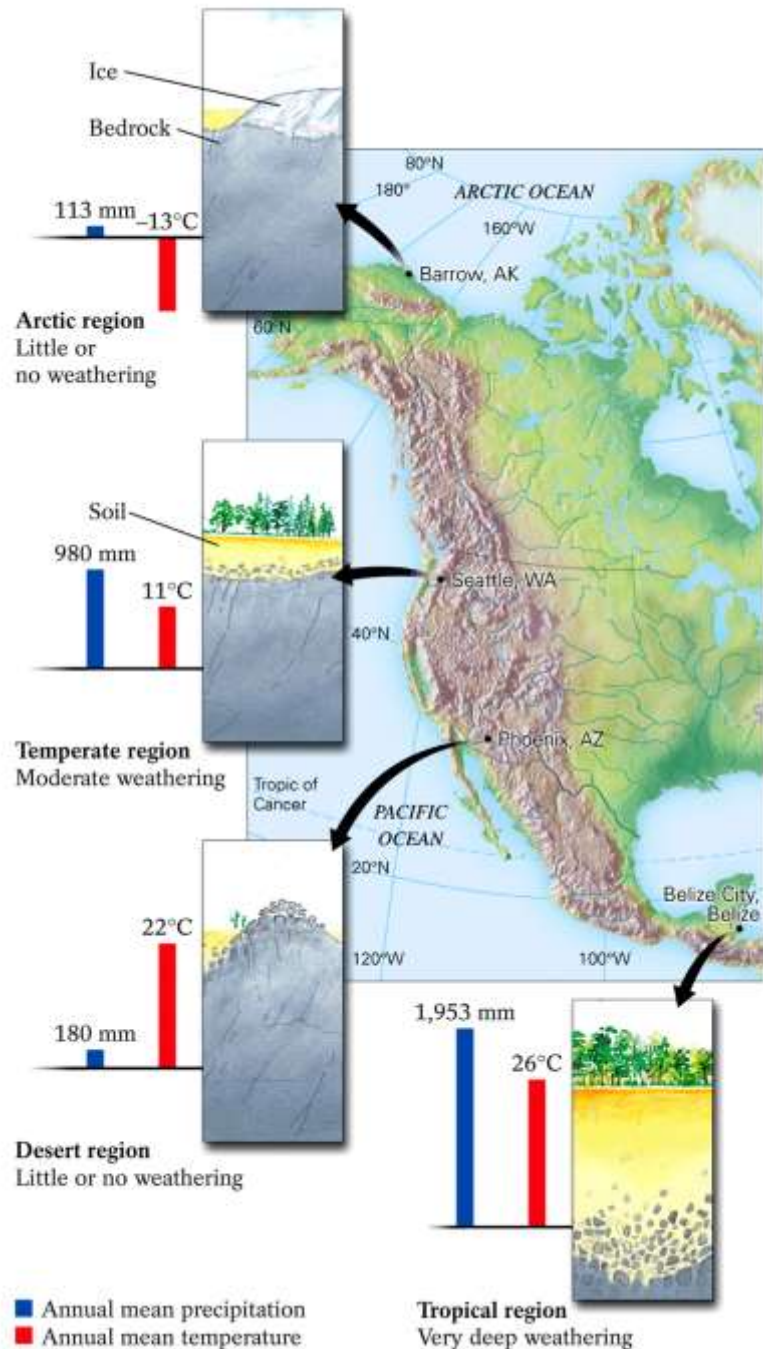 Ice
Bedrock
113 mm
–13°C
Arctic region
Little or
no weathering
80°N
180°
ARCTIC OCEAN
160°W
Barrow, AK
60°N
Soil
980 mm
11°C
Seattle, WA
40°N
Temperate region
Moderate weathering
Phoenix, AZ
Tropic of
Cancer
PACIFIC
OCEAN
20°N
Belize City,
Belize
120°W
100°W
22°C
180 mm
Desert region
Little or no weathering
1,953 mm
26°C
Tropical region
Very deep weathering
Annual mean precipitation
Annual mean temperature